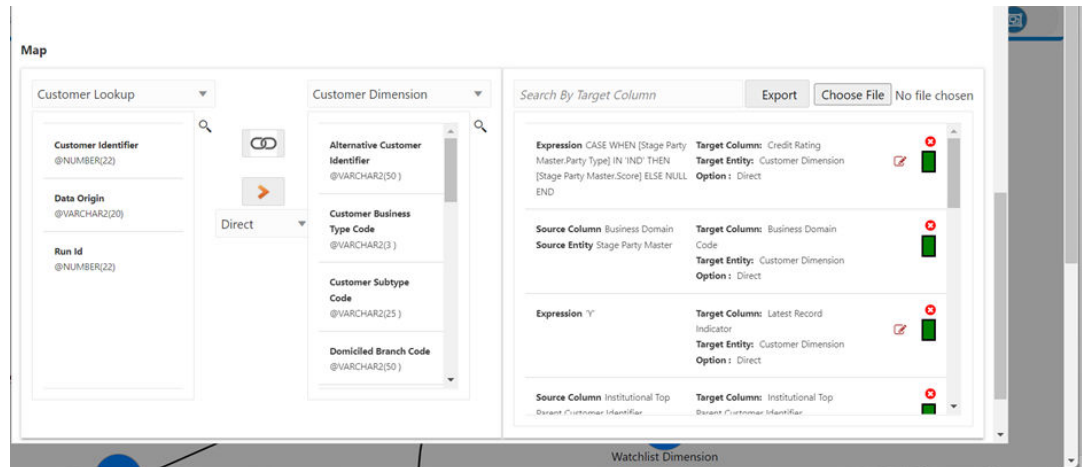 Map
Customer Lookup
Customer Identifier
@NUMBER(22)
Data Origin
@VARCHAR2(20)
Run Id
@NUMBER(22)
Direct
Customer Dimension
Alternative Customer
Identifier
@VARCHAR2(50 )
Customer Business
Type Code
@VARCHAR2(3 )
Customer Subtype
Code
@VARCHAR2(25 )
Domiciled Branch Code
@VARCHAR2(50 )
Search By Target Column
Export
Choose File No file chosen
Expression CASE WHEN [Stage Party
Master.Party Type] IN 'IND' THEN
[Stage Party Master.Score] ELSE NULL
END
Target Column: Credit Rating
Target Entity: Customer Dimension
Option : Direct
Source Column Business Domain
Source Entity Stage Party Master
Target Column: Business Domain
Code
Target Entity: Customer Dimension
Option : Direct
Expression 'Y'
Target Column: Latest Record
Indicator
Target Entity: Customer Dimension
Option : Direct
Source Column Institutional Top
Parent Customer Identifier
Target Column: Institutional Top
Parent Customer Identifier
Watchlist Dimension